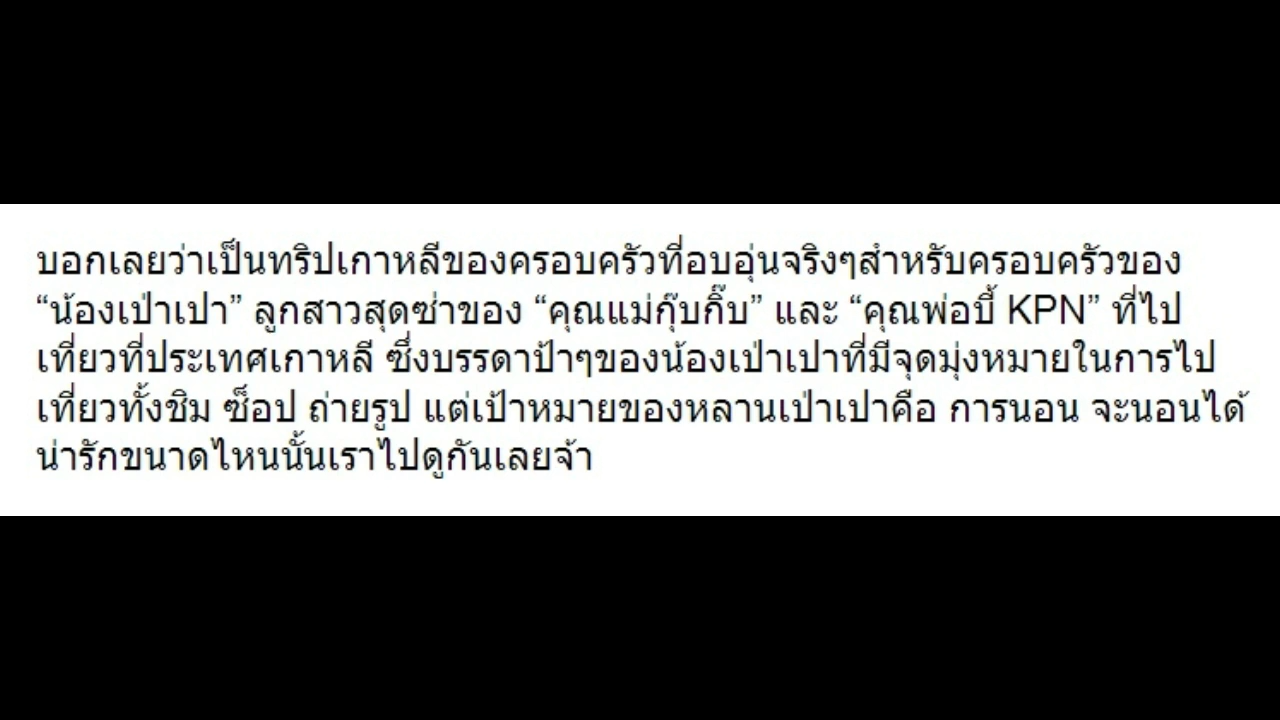 บอกเลยว่าเป็นทริปเกาหลีของครอบครัวที่อบอุ่นจริงๆสำหรับครอบครัวของ
“น้องเป่าเปา” ลูกสาวสุดซ่าของ “คุณแม่กุ๊บกิ๊บ” และ “คุณพ่อบี้ KPN” ที่ไป
เที่ยวที่ประเทศเกาหลี ซึ่งบรรดาป้าๆของน้องเป่าเปาที่มีจุดมุ่งหมายในการไป
เที่ยวทั้งชิม ช็อป ถ่ายรูป แต่เป้าหมายของหลานเป่าเปาคือ การนอน จะนอนได้
น่ารักขนาดไหนนั้นเราไปดูกันเลยจ้า